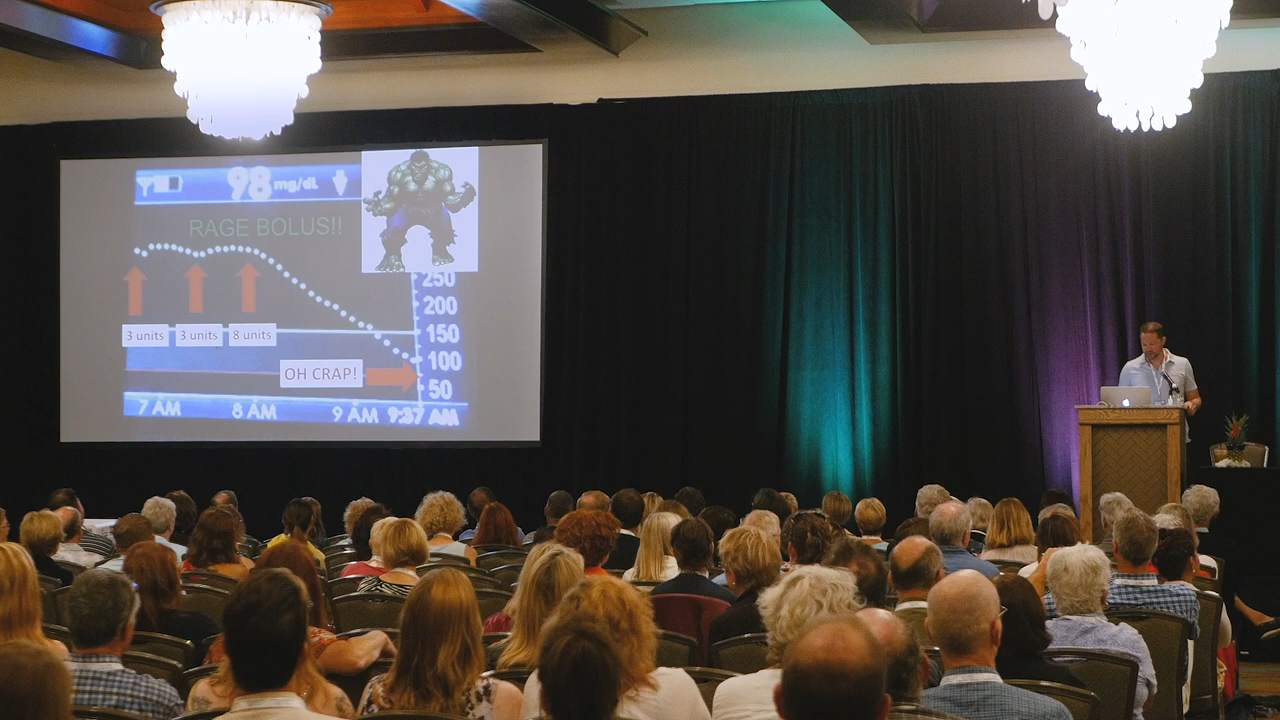 98 mg/dL
RAGE BOLUS!!
250
200
150
100
50
3 units 3 units 8 units
OH CRAP!
7 AM 8 AM 9 AM 9:37 AM